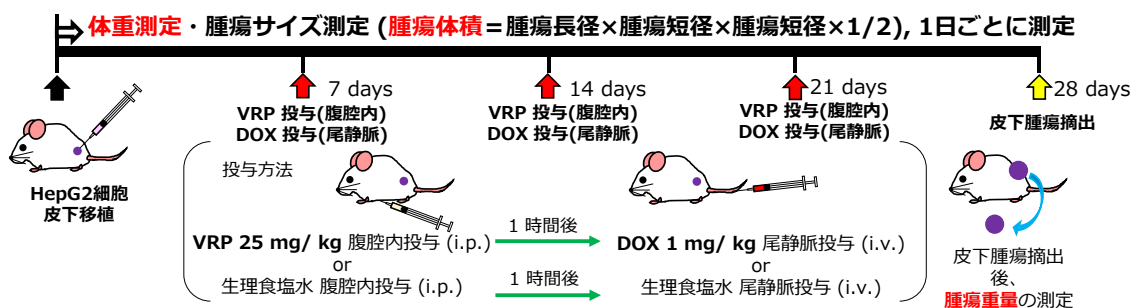 体重測定・腫瘍サイズ測定 (腫瘍体積＝腫瘍長径×腫瘍短径×腫瘍短径×1/2), 1日ごとに測定
7 days
14 days
21 days
28 days
VRP 投与(腹腔内)
DOX 投与(尾静脈)
VRP 投与(腹腔内)
DOX 投与(尾静脈)
VRP 投与(腹腔内)
DOX 投与(尾静脈)
皮下腫瘍摘出
HepG2細胞
皮下移植
投与方法
VRP 25 mg/ kg 腹腔内投与 (i.p.)
or
生理食塩水 腹腔内投与 (i.p.)
1 時間後
1 時間後
DOX 1 mg/ kg 尾静脈投与 (i.v.)
or
生理食塩水 尾静脈投与 (i.v.)
皮下腫瘍摘出
後、
腫瘍重量の測定